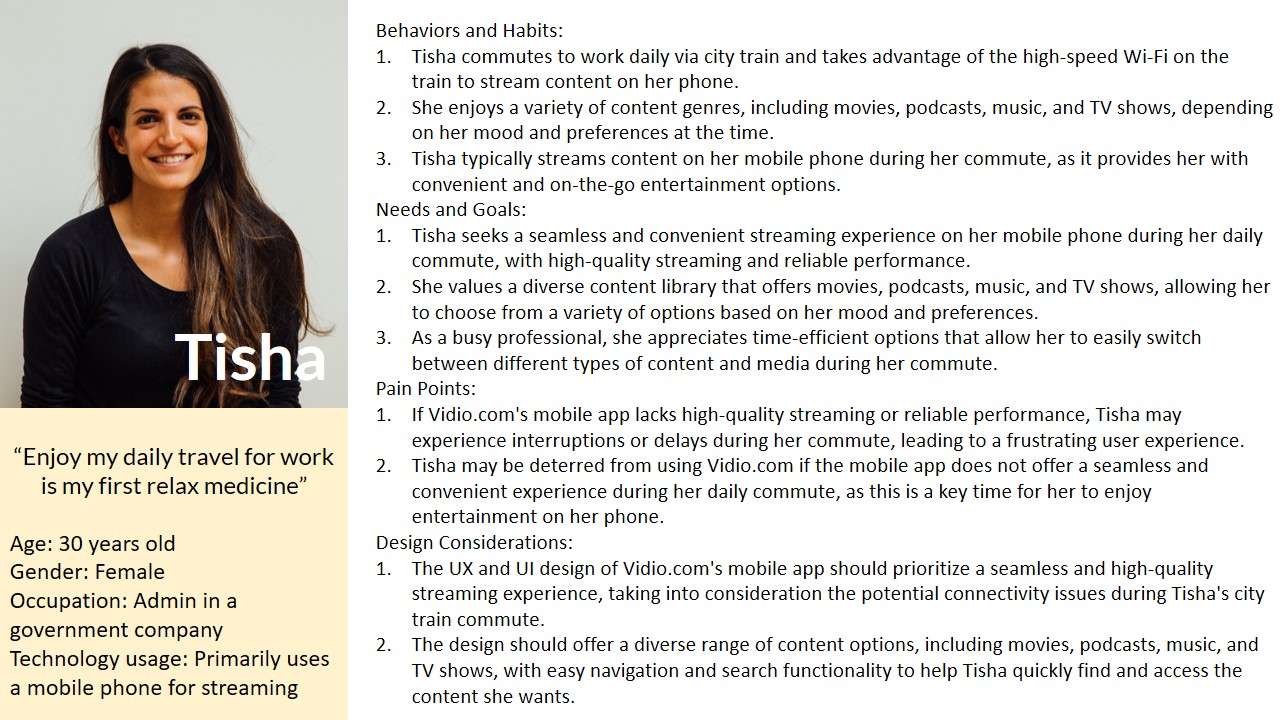 Tisha
“Enjoy my daily travel for work
is my first relax medicine”
Age: 30 years old
Gender: Female
Occupation: Admin in a
government company
Technology usage: Primarily uses
a mobile phone for streaming
Behaviors and Habits:
1. Tisha commutes to work daily via city train and takes advantage of the high-speed Wi-Fi on the
train to stream content on her phone.
2. She enjoys a variety of content genres, including movies, podcasts, music, and TV shows, depending
on her mood and preferences at the time.
3. Tisha typically streams content on her mobile phone during her commute, as it provides her with
convenient and on-the-go entertainment options.
Needs and Goals:
1. Tisha seeks a seamless and convenient streaming experience on her mobile phone during her daily
commute, with high-quality streaming and reliable performance.
2. She values a diverse content library that offers movies, podcasts, music, and TV shows, allowing her
to choose from a variety of options based on her mood and preferences.
3. As a busy professional, she appreciates time-efficient options that allow her to easily switch
between different types of content and media during her commute.
Pain Points:
1. If Vidio.com's mobile app lacks high-quality streaming or reliable performance, Tisha may
experience interruptions or delays during her commute, leading to a frustrating user experience.
2. Tisha may be deterred from using Vidio.com if the mobile app does not offer a seamless and
convenient experience during her daily commute, as this is a key time for her to enjoy
entertainment on her phone.
Design Considerations:
1. The UX and UI design of Vidio.com's mobile app should prioritize a seamless and high-quality
streaming experience, taking into consideration the potential connectivity issues during Tisha's city
train commute.
2. The design should offer a diverse range of content options, including movies, podcasts, music, and
TV shows, with easy navigation and search functionality to help Tisha quickly find and access the
content she wants.